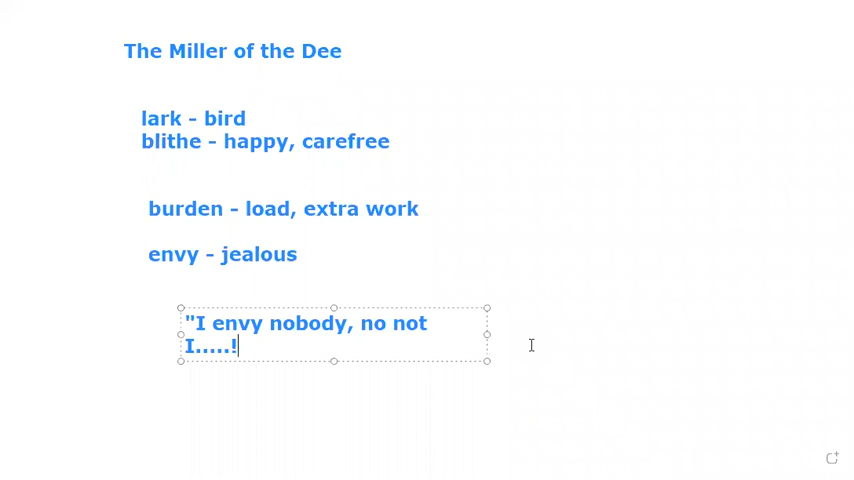 The Miller of the Dee
lark - bird
blithe - happy, carefree
burden - load, extra work
envy - jealous
"I envy nobody, no not
I.....!